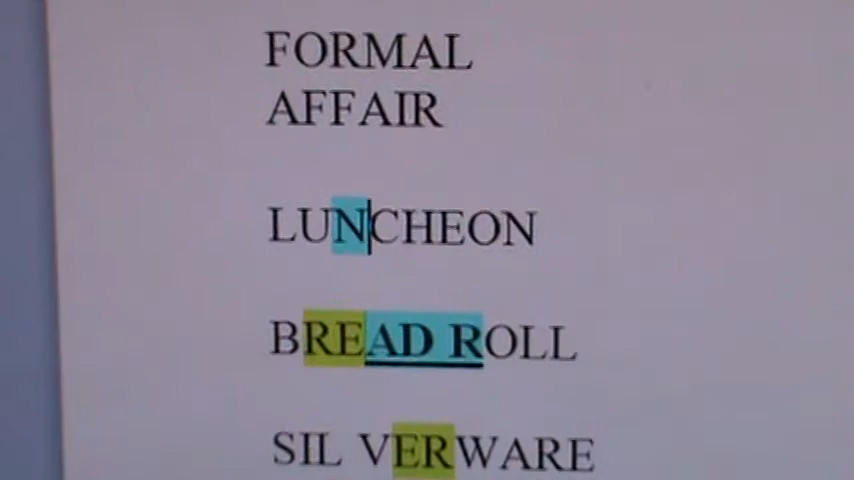 FORMAL
AFFAIR
LUNCHEON
BREAD ROLL
SIL VERWARE